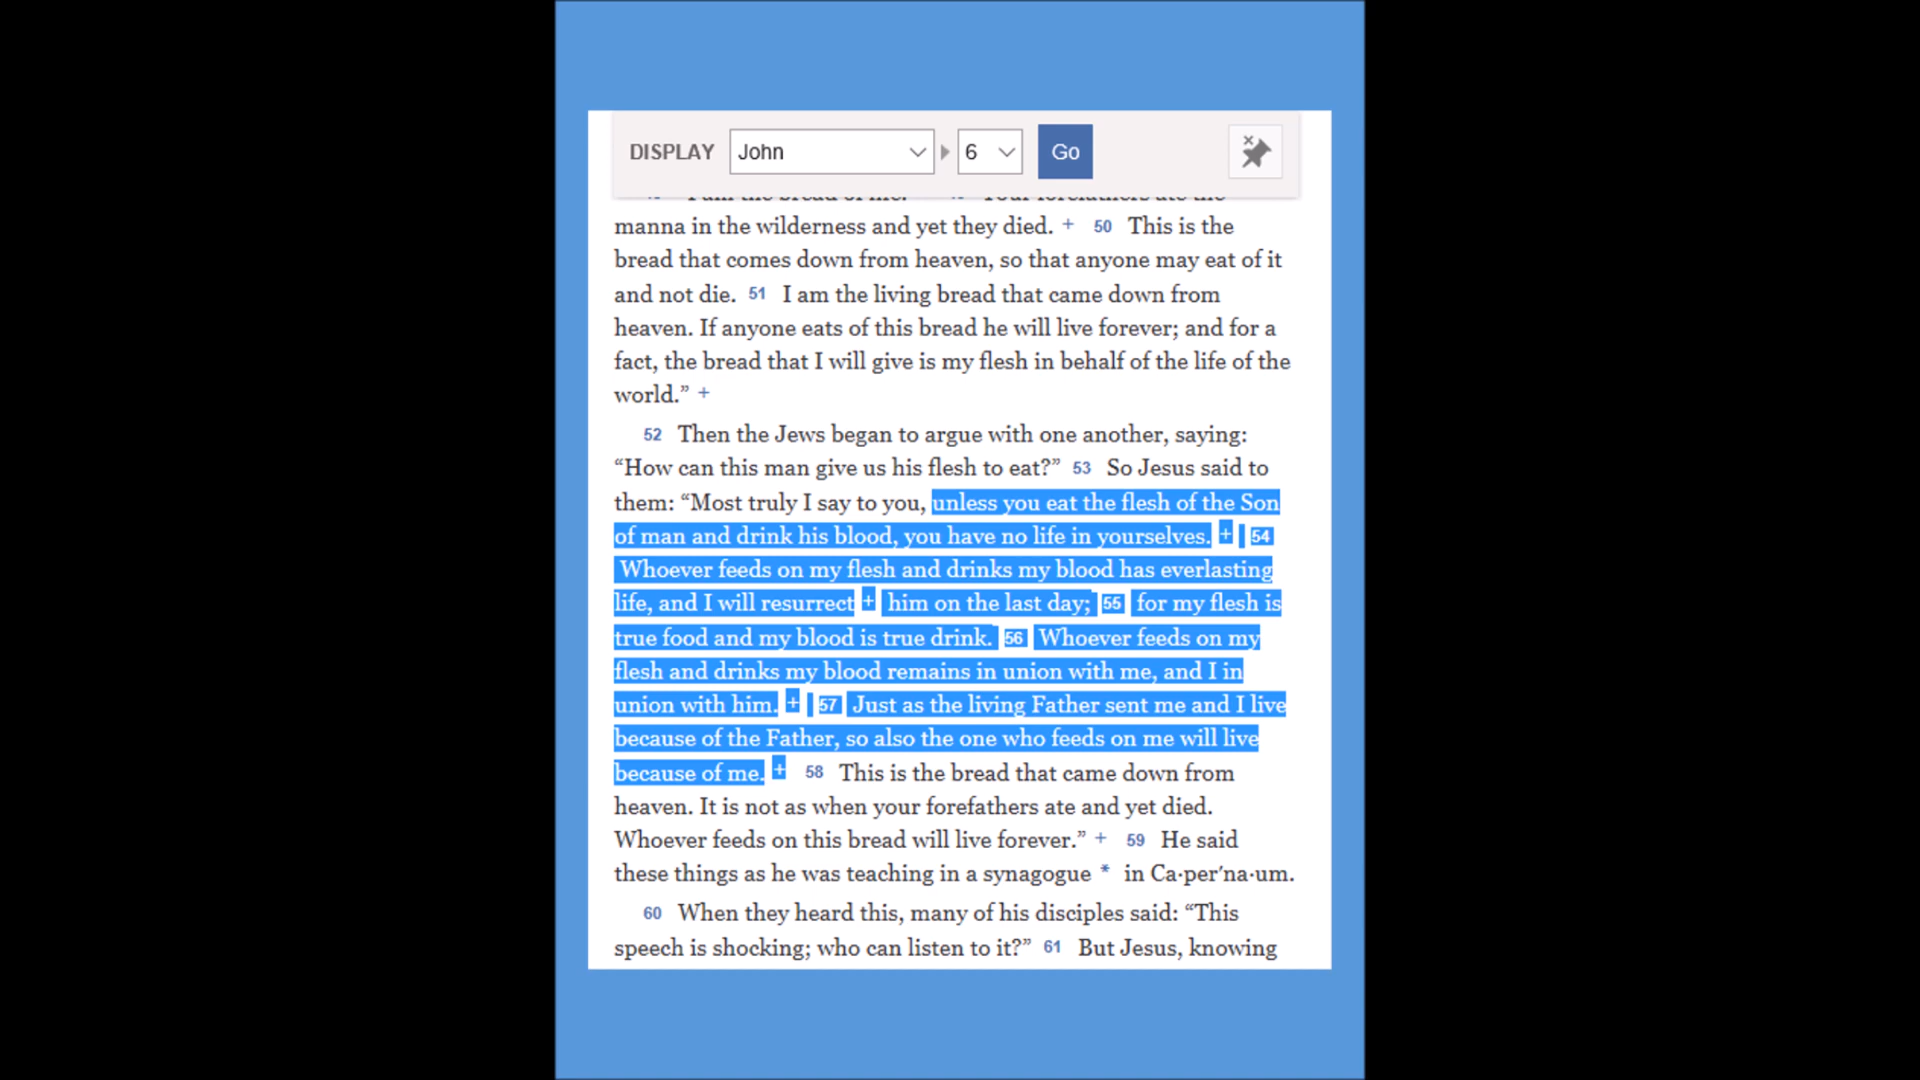 DISPLAY John 6 Go
manna in the wilderness and yet they died. + 50 This is the
bread that comes down from heaven, so that anyone may eat of it
and not die. 51 I am the living bread that came down from
heaven. If anyone eats of this bread he will live forever; and for a
fact, the bread that I will give is my flesh in behalf of the life of the
world.” +
52 Then the Jews began to argue with one another, saying:
“How can this man give us his flesh to eat?” 53 So Jesus said to
them: “Most truly I say to you, unless you eat the flesh of the Son
of man and drink his blood, you have no life in yourselves. + 54
Whoever feeds on my flesh and drinks my blood has everlasting
life, and I will resurrect + him on the last day; 55 for my flesh is
true food and my blood is true drink. 56 Whoever feeds on my
flesh and drinks my blood remains in union with me, and I in
union with him. + 57 Just as the living Father sent me and I live
because of the Father, so also the one who feeds on me will live
because of me. + 58 This is the bread that came down from
heaven. It is not as when your forefathers ate and yet died.
Whoever feeds on this bread will live forever.” + 59 He said
these things as he was teaching in a synagogue * in Ca·perʹna·um.
60 When they heard this, many of his disciples said: “This
speech is shocking; who can listen to it?” 61 But Jesus, knowing